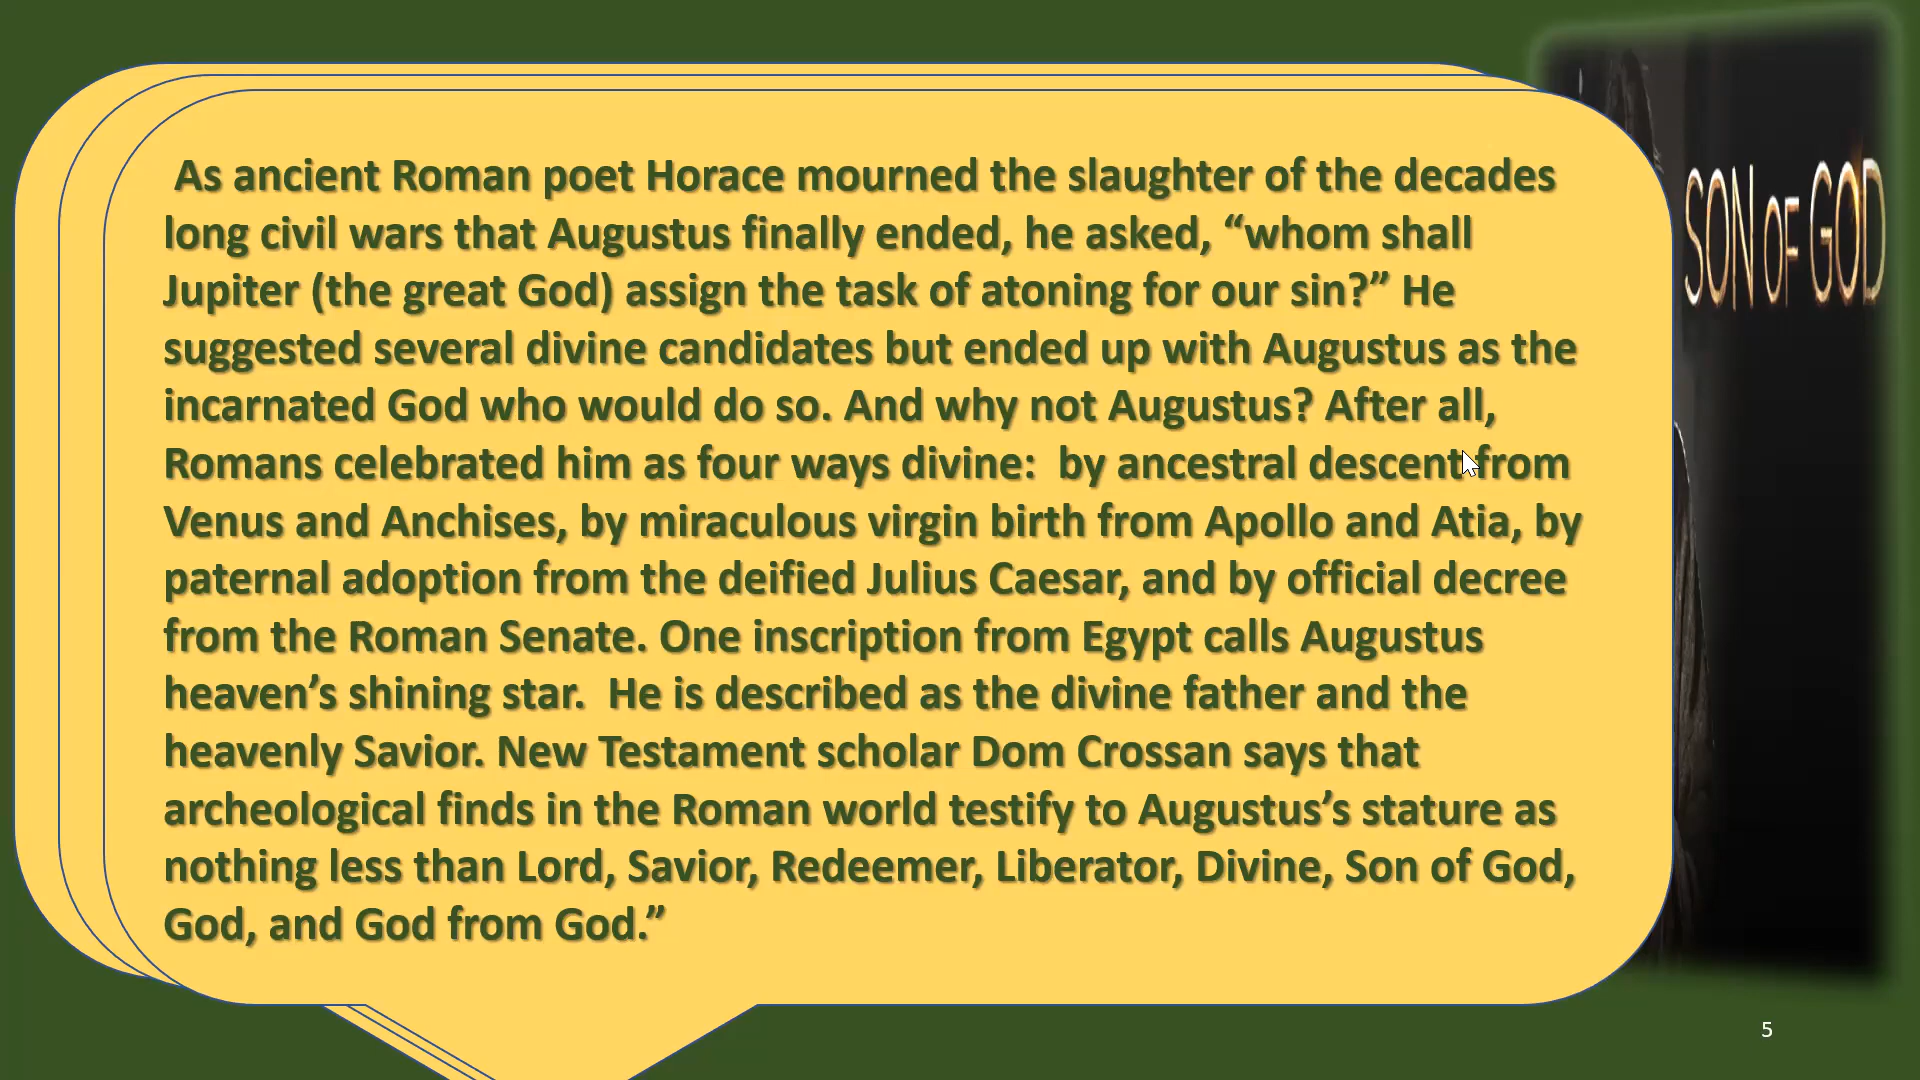 As ancient Roman poet Horace mourned the slaughter of the decades
long civil wars that Augustus finally ended, he asked, “whom shall
Jupiter (the great God) assign the task of atoning for our sin?” He
suggested several divine candidates but ended up with Augustus as the
incarnated God who would do so. And why not Augustus? After all,
Romans celebrated him as four ways divine:  by ancestral descent from
Venus and Anchises, by miraculous virgin birth from Apollo and Atia, by
paternal adoption from the deified Julius Caesar, and by official decree
from the Roman Senate. One inscription from Egypt calls Augustus
heaven’s shining star.  He is described as the divine father and the
heavenly Savior. New Testament scholar Dom Crossan says that
archeological finds in the Roman world testify to Augustus’s stature as
nothing less than Lord, Savior, Redeemer, Liberator, Divine, Son of God,
God, and God from God.”
SON OF GOD
5